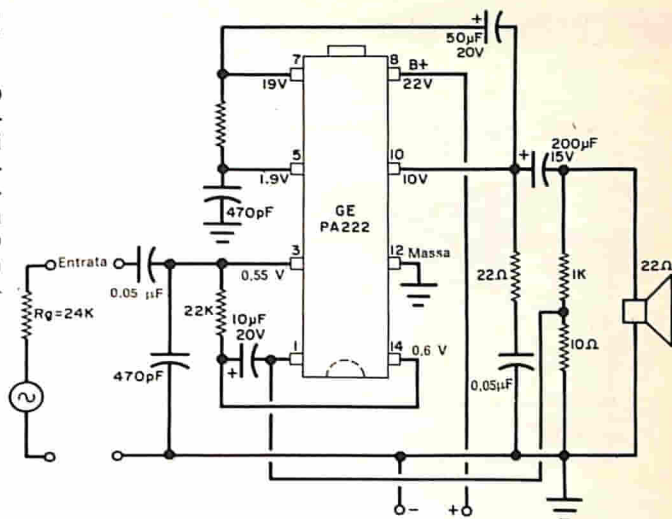 +
50µF
20V
7
8
B+
19V
22V
200µF
+
15V
5
10
1.9V
10V
470pF
GE
PA222
3
12
Massa
Entrata
0.55 V
22Ω
1K
22Ω
0.05 µF
Rg=24K
22K
10µF
20V
+
1
14
0.6 V
10Ω
470pF
0.05µF
-
+